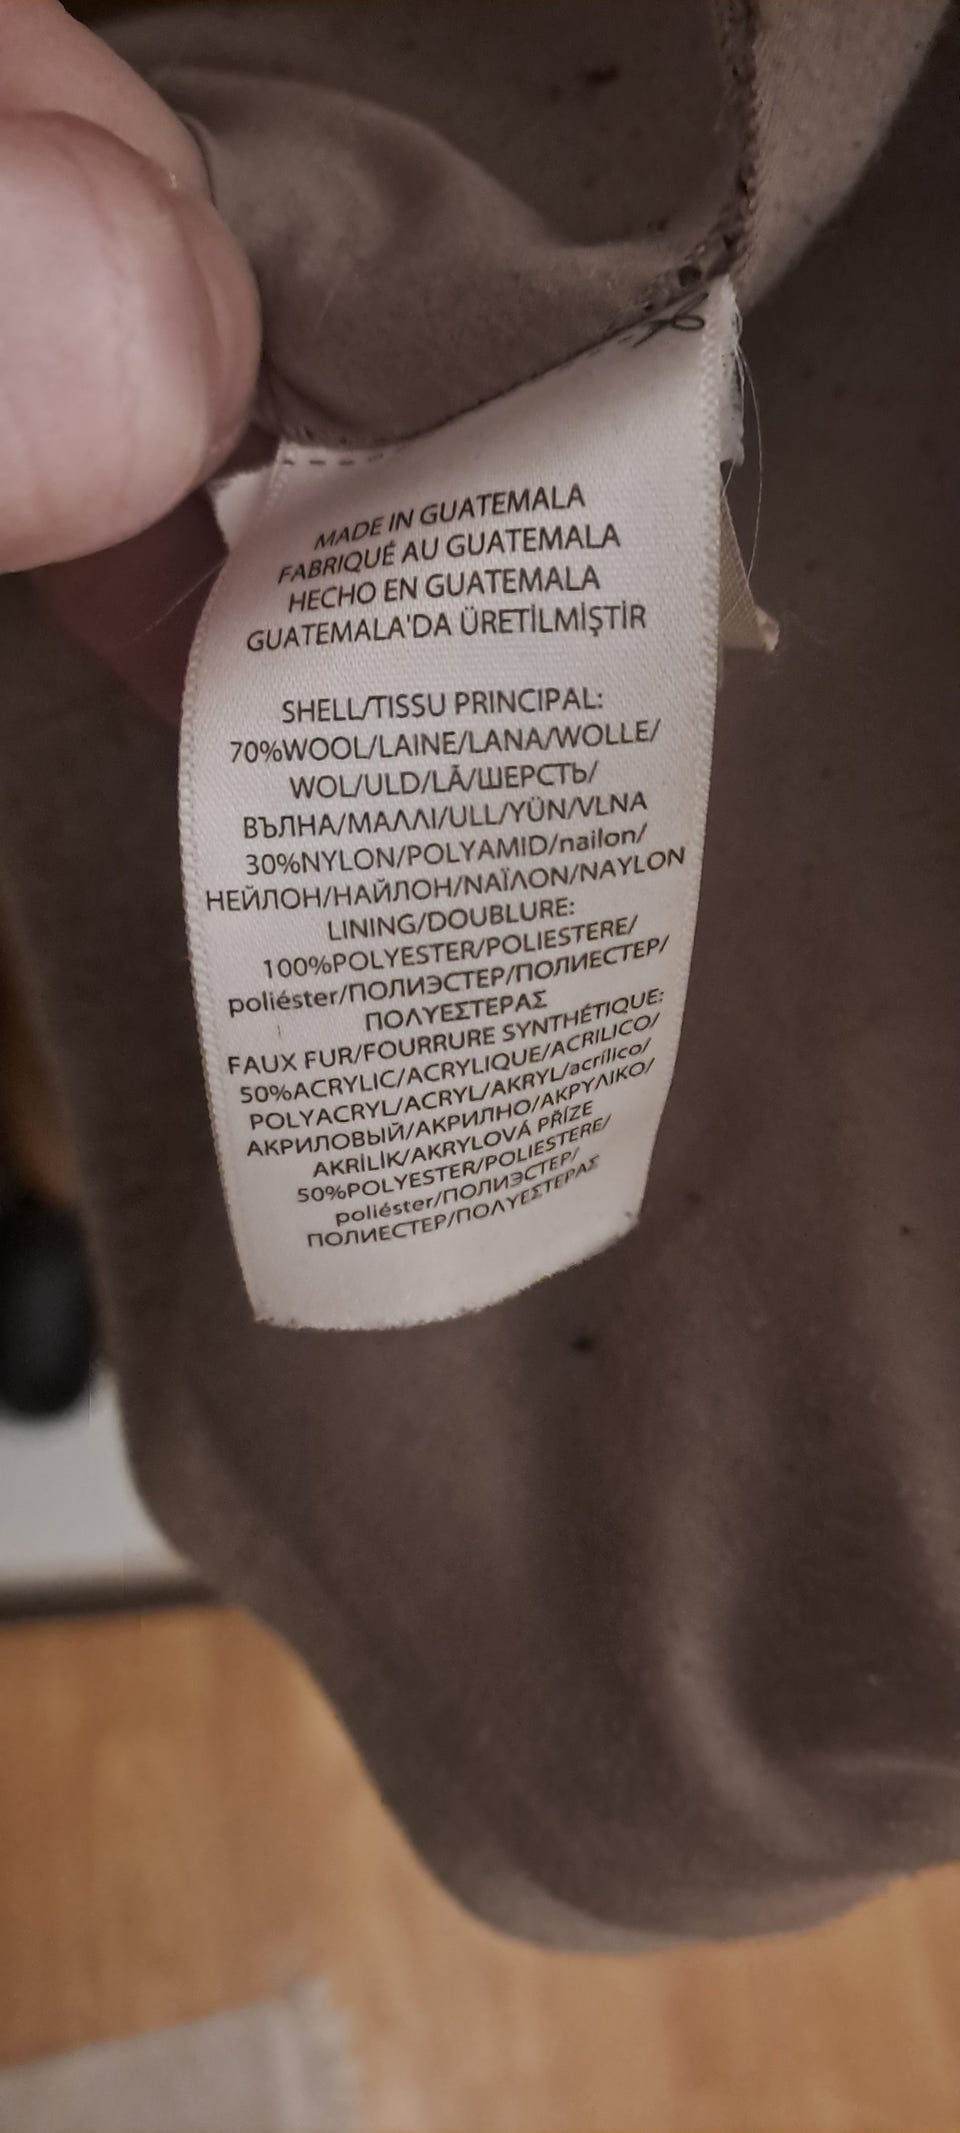 MADE IN GUATEMALA
FABRIQUÉ AU GUATEMALA
HECHO EN GUATEMALA
GUATEMALA'DA ÜRETİLMİŞTİR
SHELL/TISSU PRINCIPAL:
70%WOOL/LAINE/LANA/WOLLE/
WOL/ULD/LÃ/ШЕРСТЬ/
ВЪЛНА/ΜΑΛΛΙ/ULL/YÜN/VLNA
30%NYLON/POLYAMID/nailon/
НЕЙЛОН/НАЙЛОН/ΝΑΪΛΟΝ/NAYLON
LINING/DOUBLURE:
100%POLYESTER/POLIESTERE/
poliéster/ПОЛИЭСТЕР/ПОЛИЕСТЕР/
ΠΟΛΥΕΣΤΕΡΑΣ
FAUX FUR/FOURRURE SYNTHÉTIQUE:
50%ACRYLIC/ACRYLIQUE/ACRILICO/
POLYACRYL/ACRYL/AKRYL/acrílico/
АКРИЛОВЫЙ/АКРИЛНО/ΑΚΡΥΛΙΚΟ/
AKRİLİK/AKRYLOVÁ PŘÍZE
50%POLYESTER/POLIESTERE/
poliéster/ПОЛИЭСТЕР/
ПОЛИЕСТЕР/ΠΟΛΥΕΣΤΕΡΑΣ